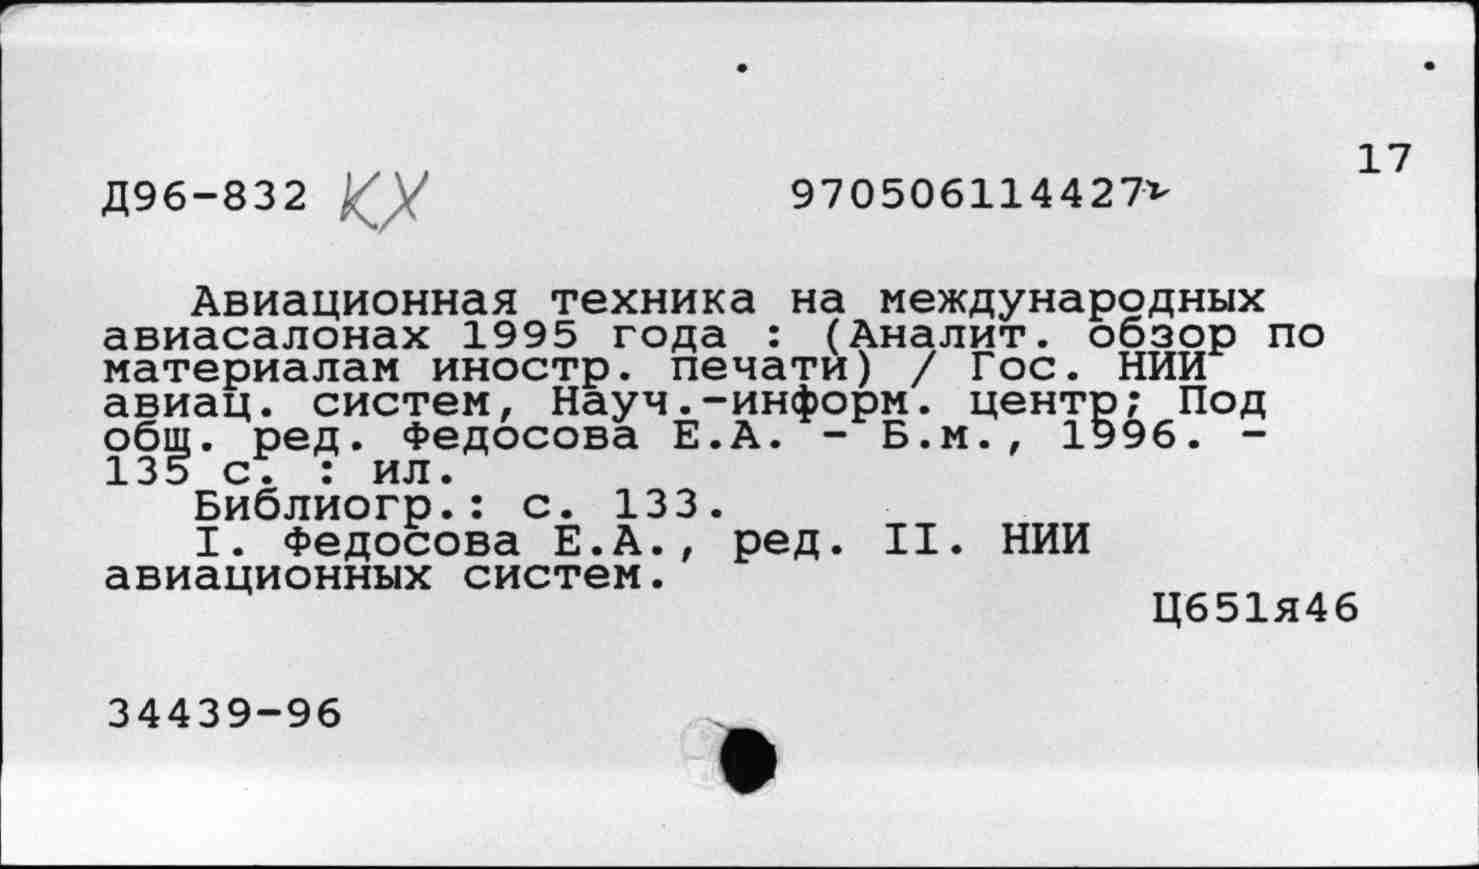 17
Д96-832 КХ 970506114427
Авиационная техника на международных
авиасалонах 1995 года : (Аналит. обзор по
материалам иностр. печати) / Гос. НИИ
авиац. систем, Науч.-информ. центр; Под
общ. ред. Федосова Е.А. - Б.м., 1996. -
135 с. : ил.
Библиогр.: с. 133.
I. Федосова Е.А., ред. II. НИИ
авиационных систем.
Ц651я46
34439-96